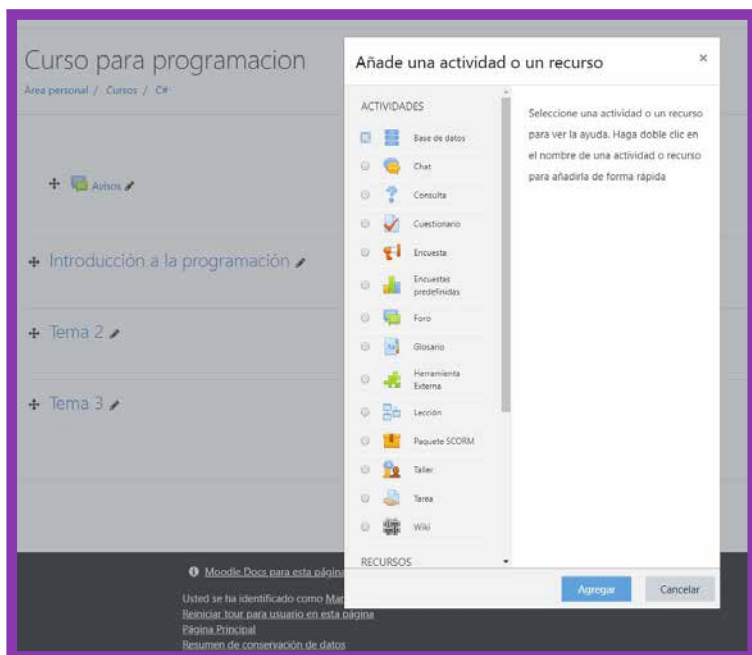 Curso para programacion
Área personal / Cursos / C#
Avisos
Introducción a la programación
Tema 2
Tema 3
Añade una actividad o un recurso
×
ACTIVIDADES
Base de datos
Chat
Consulta
Cuestionario
Encuesta
Encuestas
predefinidas
Foro
Glosario
Herramienta
Externa
Lección
Paquete SCORM
Taller
Tarea
Wiki
RECURSOS
Seleccione una actividad o un recurso
para ver la ayuda. Haga doble clic en
el nombre de una actividad o recurso
para añadirla de forma rápida
Agregar
Cancelar
Moodle Docs para esta página
Usted se ha identificado como Mar
Reiniciar tour para usuario en esta página
Página Principal
Resumen de conservación de datos